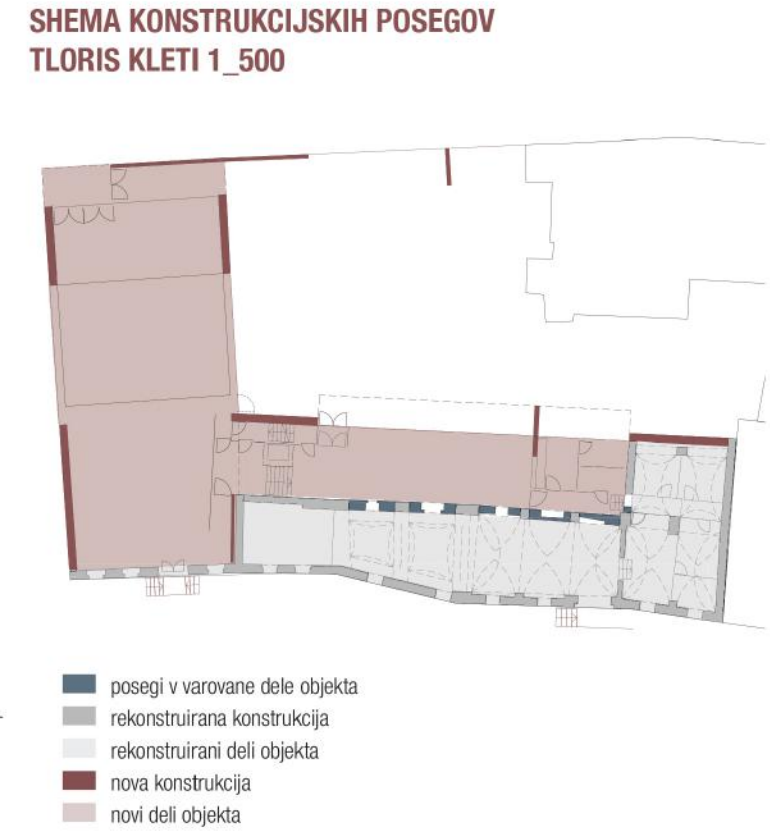 SHEMA KONSTRUKCIJSKIH POSEGOV
TLORIS KLETI 1_500
posegi v varovane dele objekta
rekonstruirana konstrukcija
rekonstruirani deli objekta
nova konstrukcija
novi deli objekta